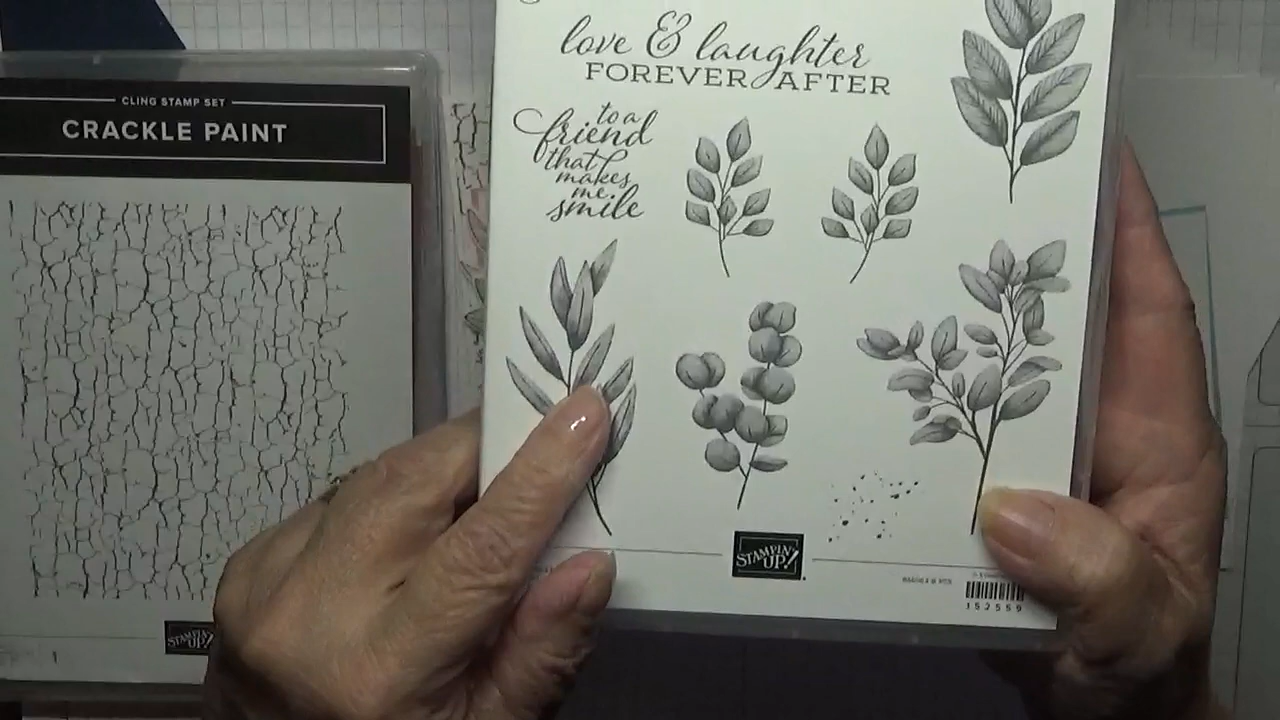 CLING STAMP SET
CRACKLE PAINT
STAMPIN' UP!
love & laughter
FOREVER AFTER
to a
friend
that
makes
me
smile
STAMPIN' UP!
152559